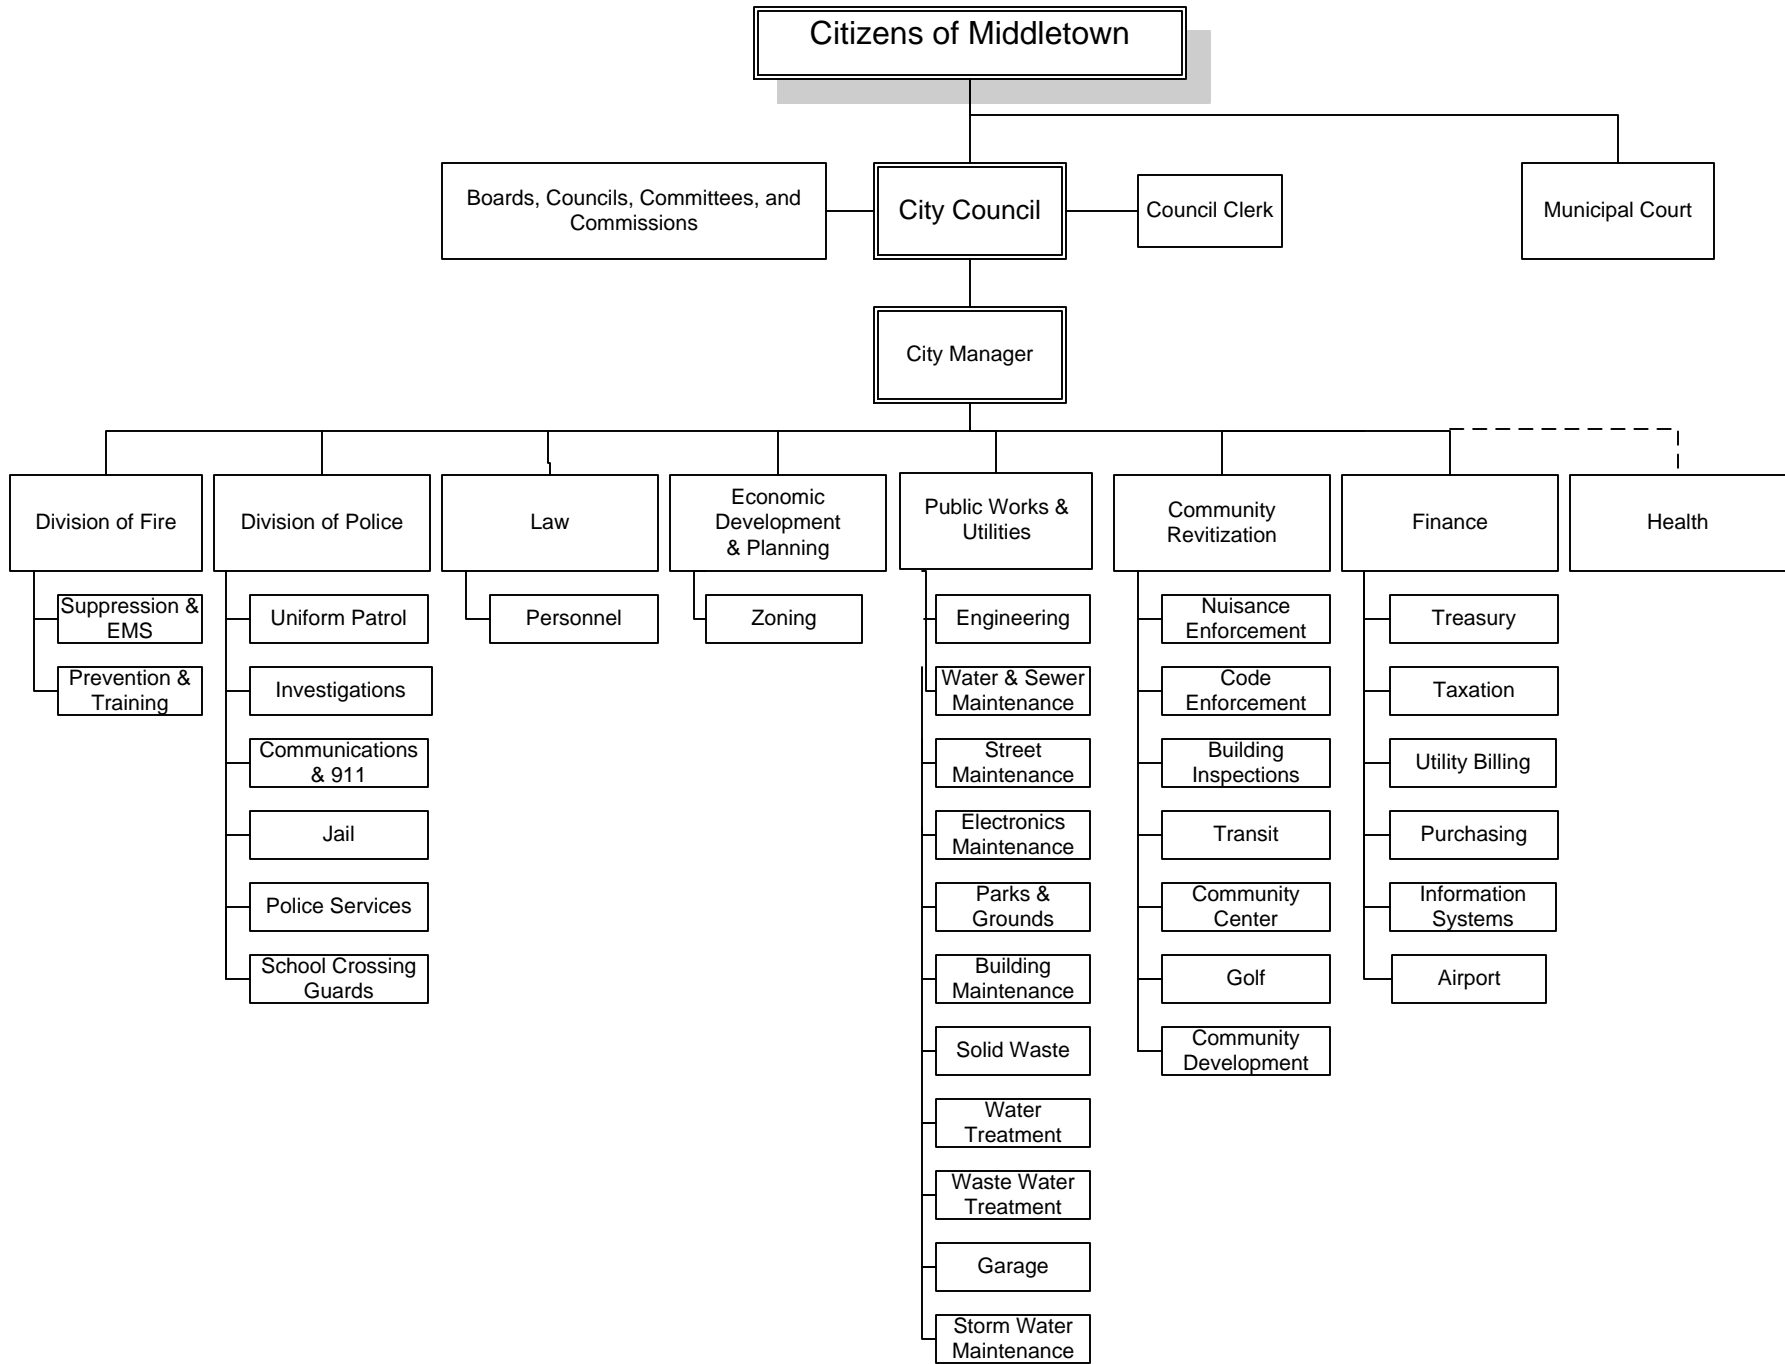 Citizens of Middletown
Boards, Councils, Committees, and
Commissions
City Council
Council Clerk
Municipal Court
City Manager
Division of Fire
Division of Police
Law
Economic
Development
& Planning
Public Works &
Utilities
Community
Revitization
Finance
Health
Suppression &
EMS
Prevention &
Training
Uniform Patrol
Investigations
Communications
& 911
Jail
Police Services
School Crossing
Guards
Personnel
Zoning
Engineering
Water & Sewer
Maintenance
Street
Maintenance
Electronics
Maintenance
Parks &
Grounds
Building
Maintenance
Solid Waste
Water
Treatment
Waste Water
Treatment
Garage
Storm Water
Maintenance
Nuisance
Enforcement
Code
Enforcement
Building
Inspections
Transit
Community
Center
Golf
Community
Development
Treasury
Taxation
Utility Billing
Purchasing
Information
Systems
Airport